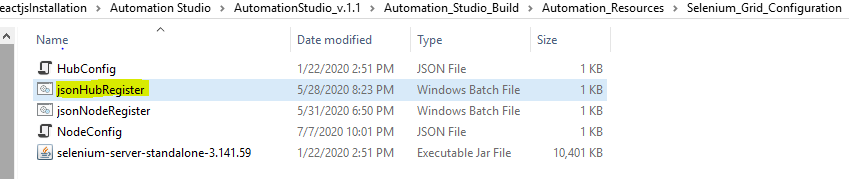 eactjsInstallation > Automation Studio > AutomationStudio_v.1.1 > Automation_Studio_Build > Automation_Resources > Selenium_Grid_Configuration
Name Date modified Type Size
HubConfig 1/22/2020 2:51 PM JSON File 1 KB
jsonHubRegister 5/28/2020 8:23 PM Windows Batch File 1 KB
jsonNodeRegister 5/31/2020 6:50 PM Windows Batch File 1 KB
NodeConfig 7/7/2020 10:01 PM JSON File 1 KB
selenium-server-standalone-3.141.59 1/22/2020 2:51 PM Executable Jar File 10,401 KB